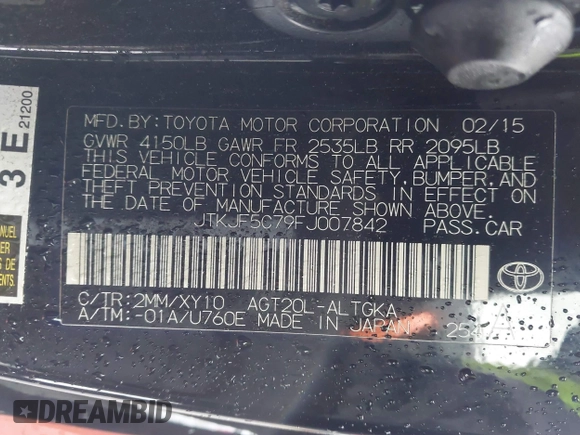 MFD.BY:TOYOTA MOTOR CORPORATION 02/15
GVWR 4150LB GAWR FR 2535LB RR 2095LB
THIS VEHICLE CONFORMS TO ALL APPLICABLE
FEDERAL MOTOR VEHICLE SAFETY,BUMPER,AND
THEFT PREVENTION STANDARDS IN EFFECT ON
THE DATE OF MANUFACTURE SHOWN ABOVE.
JTKJF5C79FJ007842 PASS.CAR
C/TR:2MM/XY10 AGT20L-ALTGKA
A/TM:-01A/U760E MADE IN JAPAN
3 E 21200
NUEL
ER
DREAMBID